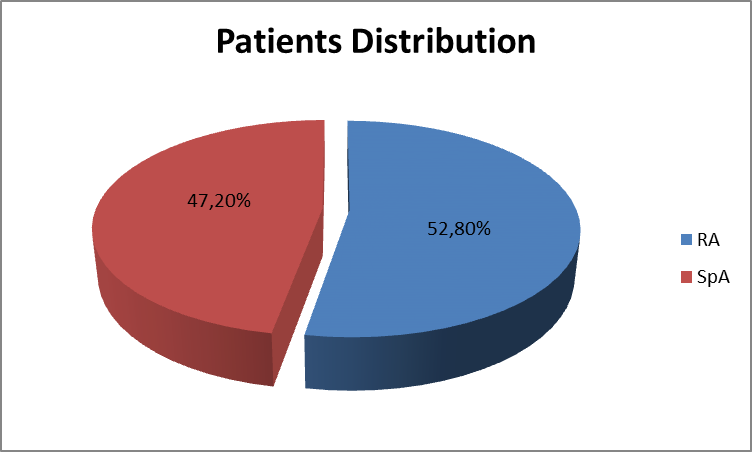 Patients Distribution
47,20%
52,80%
RA
SpA